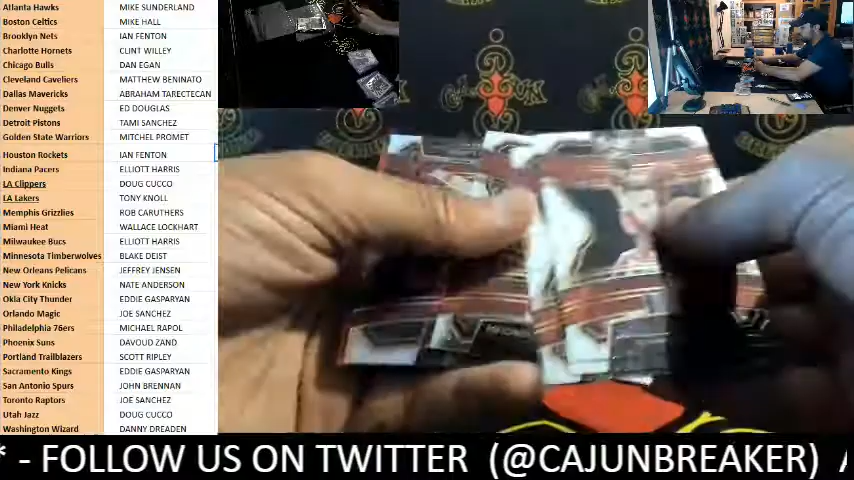 Atlanta Hawks MIKE SUNDERLAND
Boston Celtics MIKE HALL
Brooklyn Nets IAN FENTON
Charlotte Hornets CLINT WILLEY
Chicago Bulls DAN EGAN
Cleveland Cavaliers MATTHEW BENINATO
Dallas Mavericks ABRAHAM TARECTECAN
Denver Nuggets ED DOUGLAS
Detroit Pistons TAMI SANCHEZ
Golden State Warriors MITCHEL PROMET
Houston Rockets IAN FENTON
Indiana Pacers ELLIOTT HARRIS
LA Clippers DOUG CUCCO
LA Lakers TONY KNOLL
Memphis Grizzlies ROB CARUTHERS
Miami Heat WALLACE LOCKHART
Milwaukee Bucs ELLIOTT HARRIS
Minnesota Timberwolves BLAKE DEIST
New Orleans Pelicans JEFFREY JENSEN
New York Knicks NATE ANDERSON
Okla City Thunder EDDIE GASPARYAN
Orlando Magic JOE SANCHEZ
Philadelphia 76ers MICHAEL RAPOL
Phoenix Suns DAVOUD ZAND
Portland Trailblazers SCOTT RIPLEY
Sacramento Kings EDDIE GASPARYAN
San Antonio Spurs JOHN BRENNAN
Toronto Raptors JOE SANCHEZ
Utah Jazz DOUG CUCCO
Washington Wizard DANNY DREADEN
* - FOLLOW US ON TWITTER (@CAJUNBREAKER)